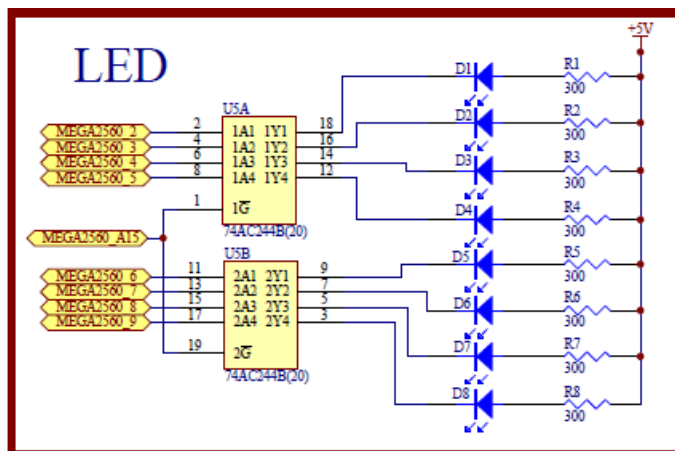 LED
+5V
U5A
MEGA2560_2 2 1A1 1Y1 18 D1 R1 300
MEGA2560_3 4 1A2 1Y2 16 D2 R2 300
MEGA2560_4 6 1A3 1Y3 14 D3 R3 300
MEGA2560_5 8 1A4 1Y4 12 D4 R4 300
1 1G
74AC244B(20)
MEGA2560_A15
U5B
MEGA2560_6 11 2A1 2Y1 9 D5 R5 300
MEGA2560_7 13 2A2 2Y2 7 D6 R6 300
MEGA2560_8 15 2A3 2Y3 5 D7 R7 300
MEGA2560_9 17 2A4 2Y4 3 D8 R8 300
19 2G
74AC244B(20)